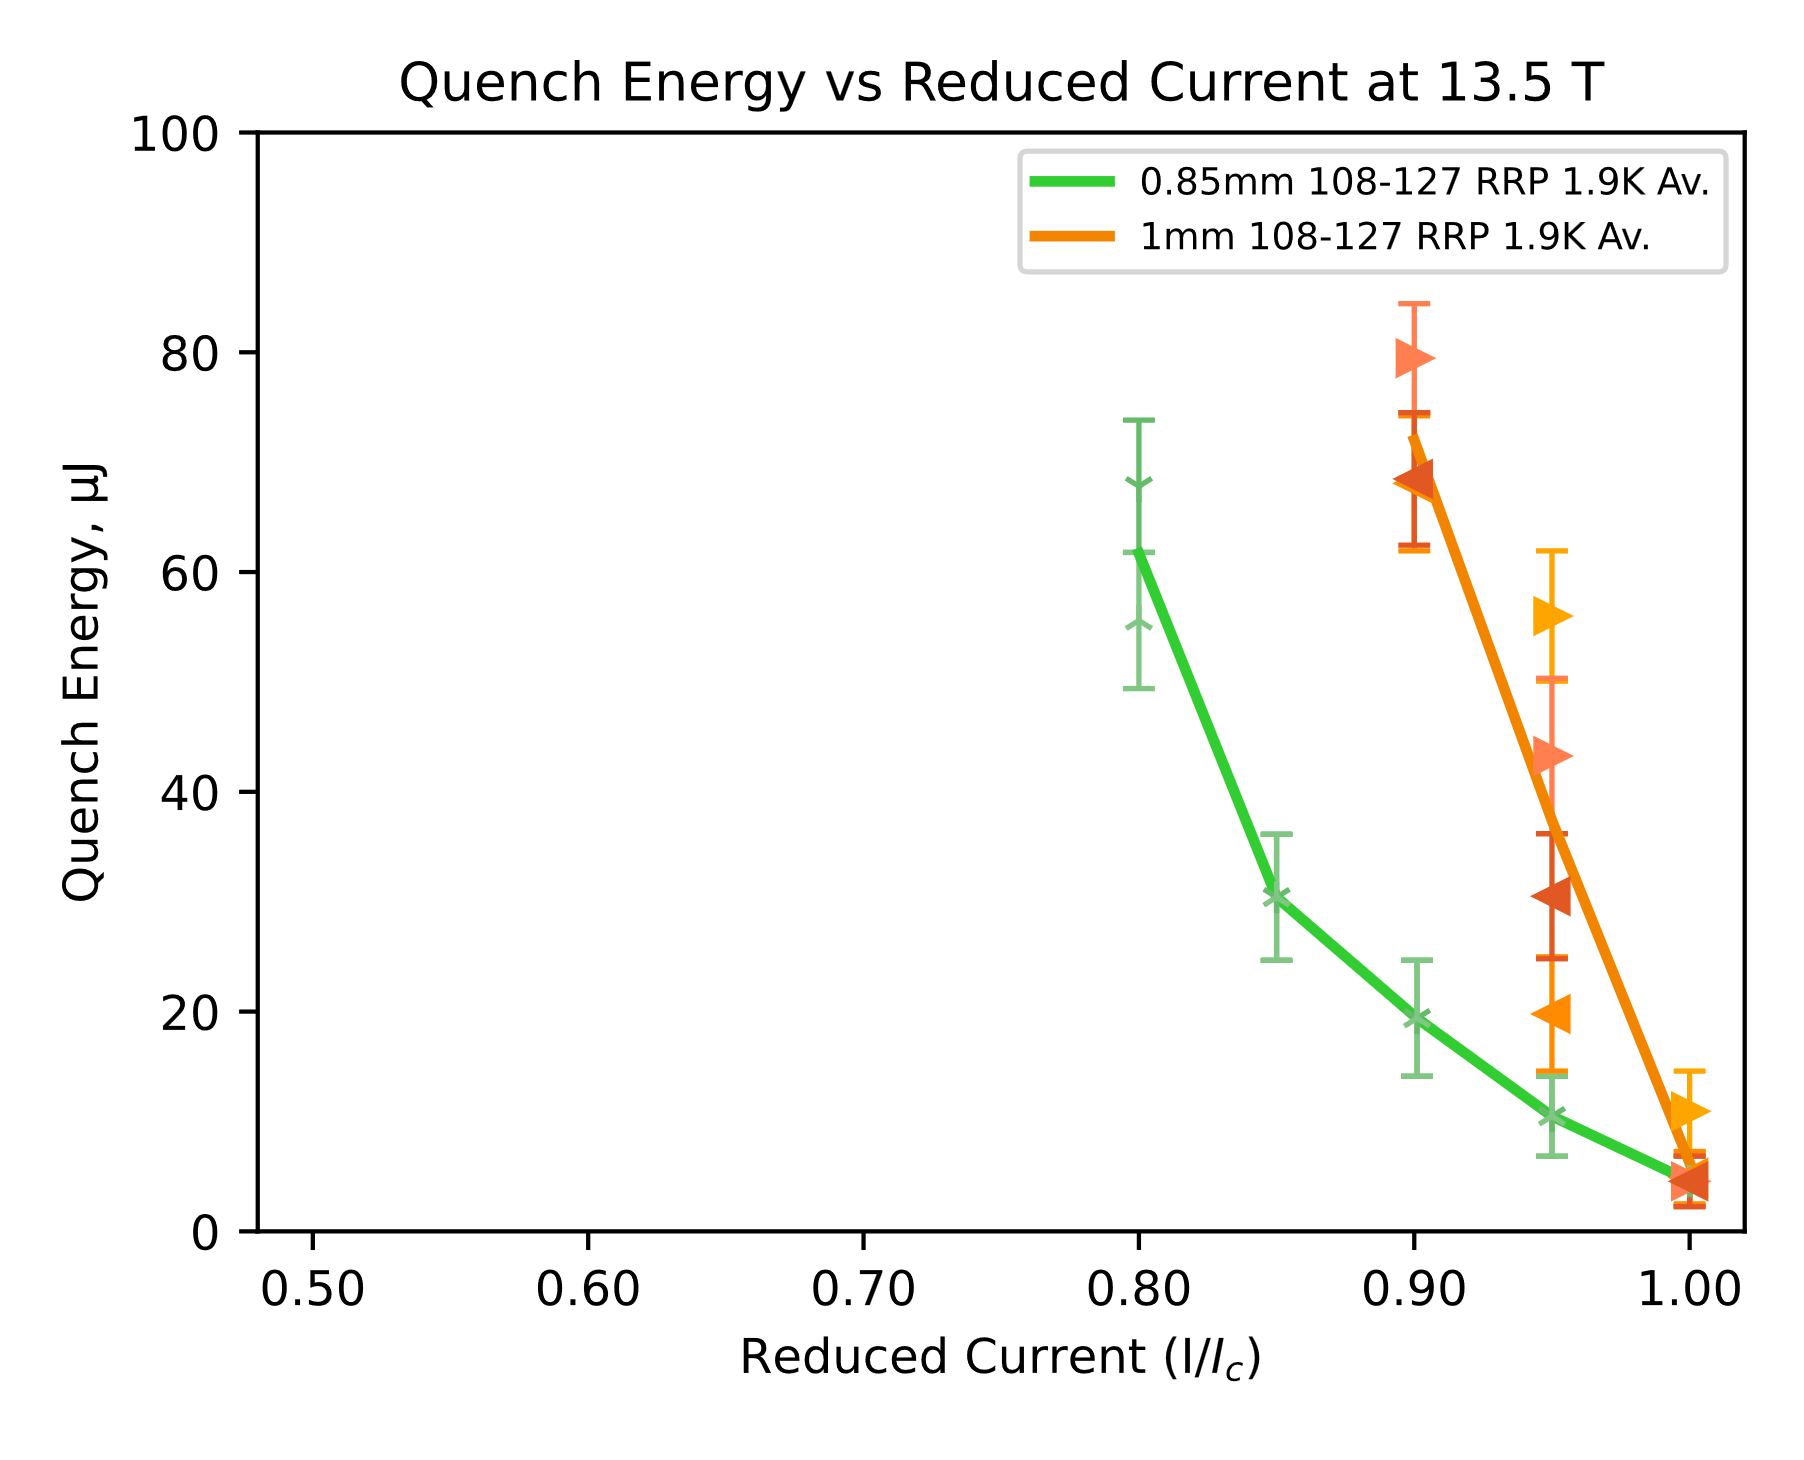 Quench Energy vs Reduced Current at 13.5 T
0.85mm 108-127 RRP 1.9K Av.
1mm 108-127 RRP 1.9K Av.
Quench Energy, μJ
100
80
60
40
20
0
0.50 0.60 0.70 0.80 0.90 1.00
Reduced Current (I/I_c)